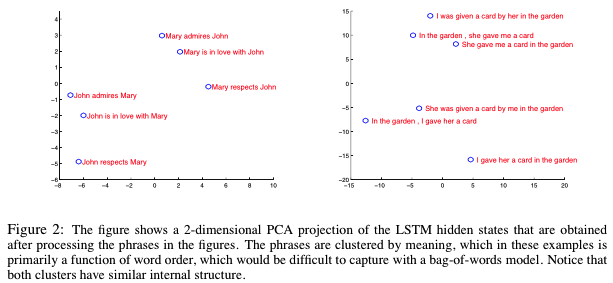 4
3
2
1
0
−1
−2
−3
−4
−5
−6
−8
−6
−4
−2
0
2
4
6
8
10
Mary admires John
Mary is in love with John
Mary respects John
John admires Mary
John is in love with Mary
John respects Mary
15
10
5
0
−5
−10
−15
−20
−15
−10
−5
0
5
10
15
20
I was given a card by her in the garden
In the garden , she gave me a card
She gave me a card in the garden
She was given a card by me in the garden
In the garden , I gave her a card
I gave her a card in the garden
Figure 2: The figure shows a 2-dimensional PCA projection of the LSTM hidden states that are obtained
after processing the phrases in the figures. The phrases are clustered by meaning, which in these examples is
primarily a function of word order, which would be difficult to capture with a bag-of-words model. Notice that
both clusters have similar internal structure.